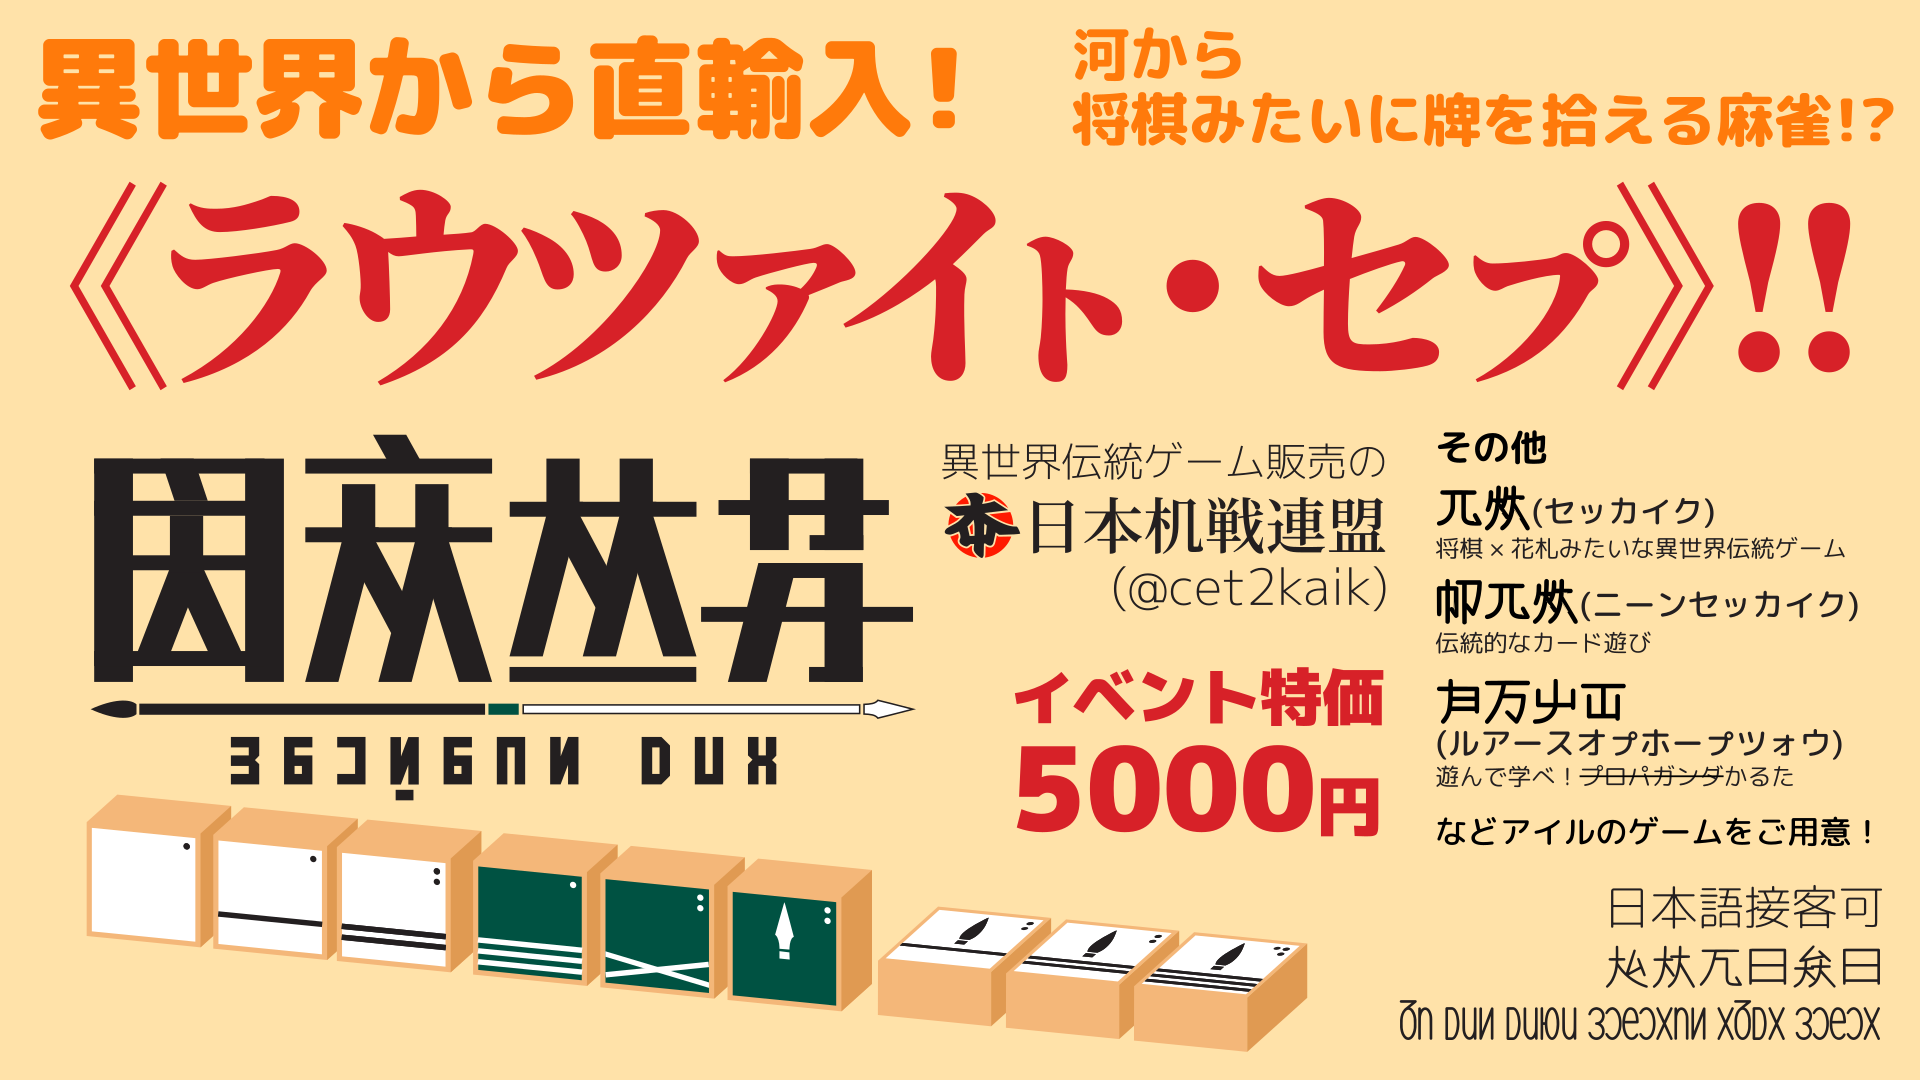 異世界から直輸入!
河から
将棋みたいに牌を拾える麻雀!?
《ラウツァイト・セプ》!!
異世界伝統ゲーム販売の
日本机戦連盟
(@cet2kaik)
イベント特価
5000円
その他
(セッカイク)
将棋×花札みたいな異世界伝統ゲーム
(ニーンセッカイク)
伝統的なカード遊び
(ルアースオプホープツォウ)
遊んで学べ!プロパガンダかるた
などアイルのゲームをご用意!
日本語接客可